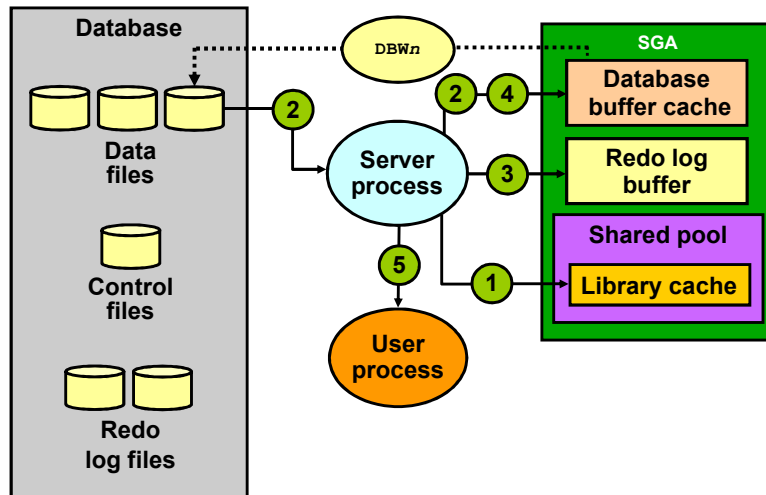 Database
Data
files
Control
files
Redo
log files
DBWn
2
Server
process
2
4
3
5
1
User
process
SGA
Database
buffer cache
Redo log
buffer
Shared pool
Library cache